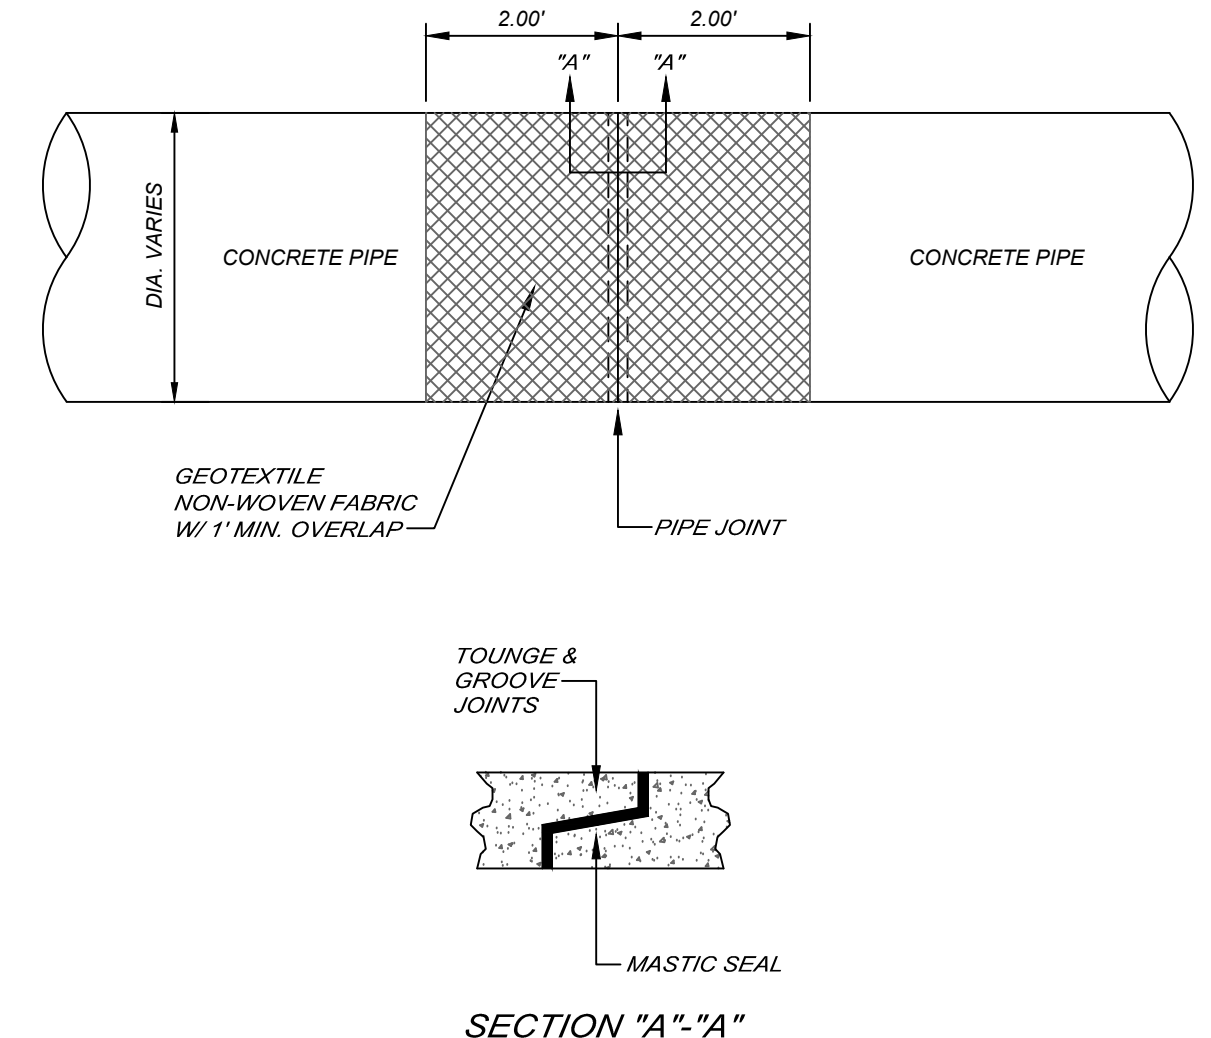 2.00' 2.00'
"A" "A"
DIA. VARIES
CONCRETE PIPE CONCRETE PIPE
GEOTEXTILE
NON-WOVEN FABRIC
W/ 1' MIN. OVERLAP
PIPE JOINT
TOUNGE &
GROOVE
JOINTS
MASTIC SEAL
SECTION "A"-"A"